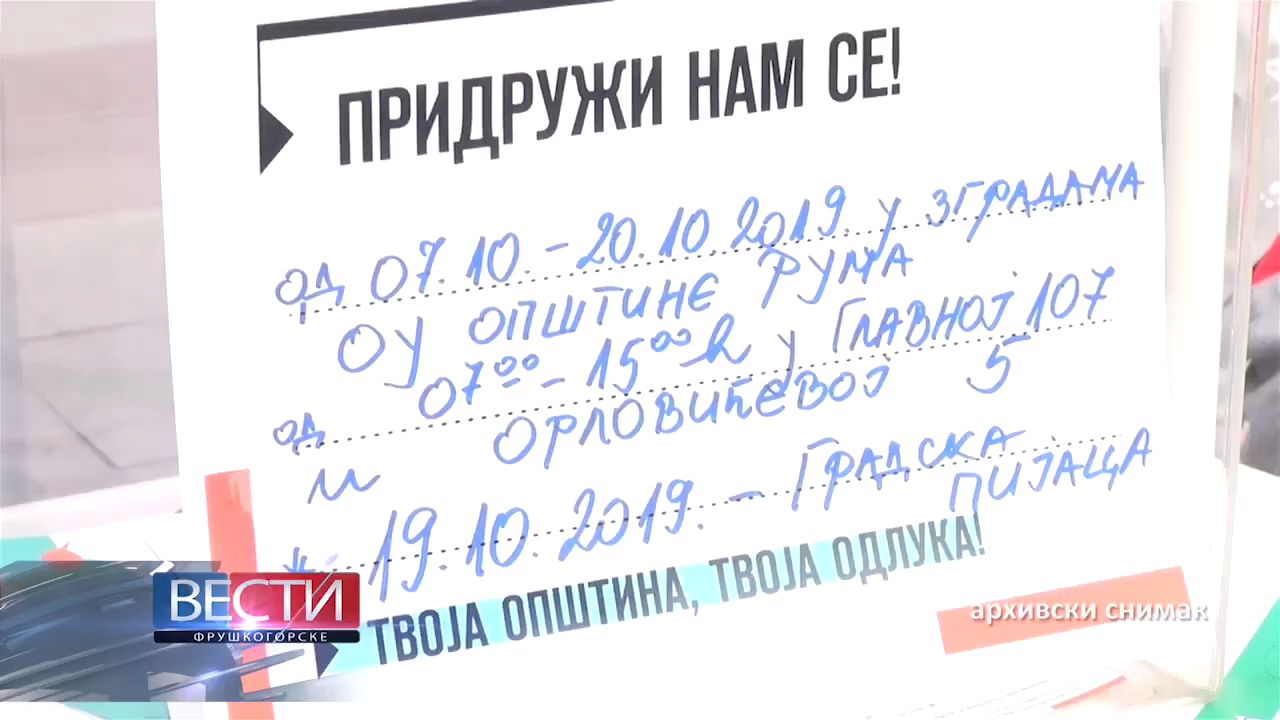 ПРИДРУЖИ НАМ СЕ!
од 07.10. - 20.10.2019. у зградама
ОУ општине Рума
од 07⁰⁰ - 15⁰⁰ h у Главној 107
и Орловићевој 5
* 19.10.2019. - Градска
пијаца
ТВОЈА ОПШТИНА, ТВОЈА ОДЛУКА!
ВЕСТИ
ФРУШКОГОРСКЕ
архивски снимак